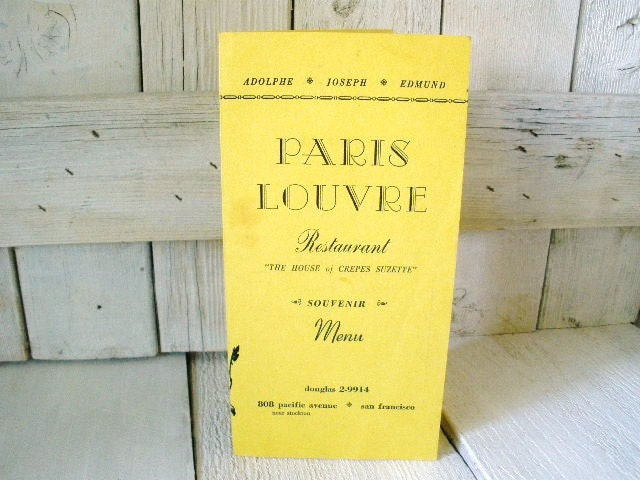 ADOLPHE ❉ JOSEPH ❉ EDMUND
PARIS
LOUVRE
Restaurant
"THE HOUSE of CREPES SUZETTE"
SOUVENIR
Menu
douglas 2-9914
808 pacific avenue ❉ san francisco
near stockton